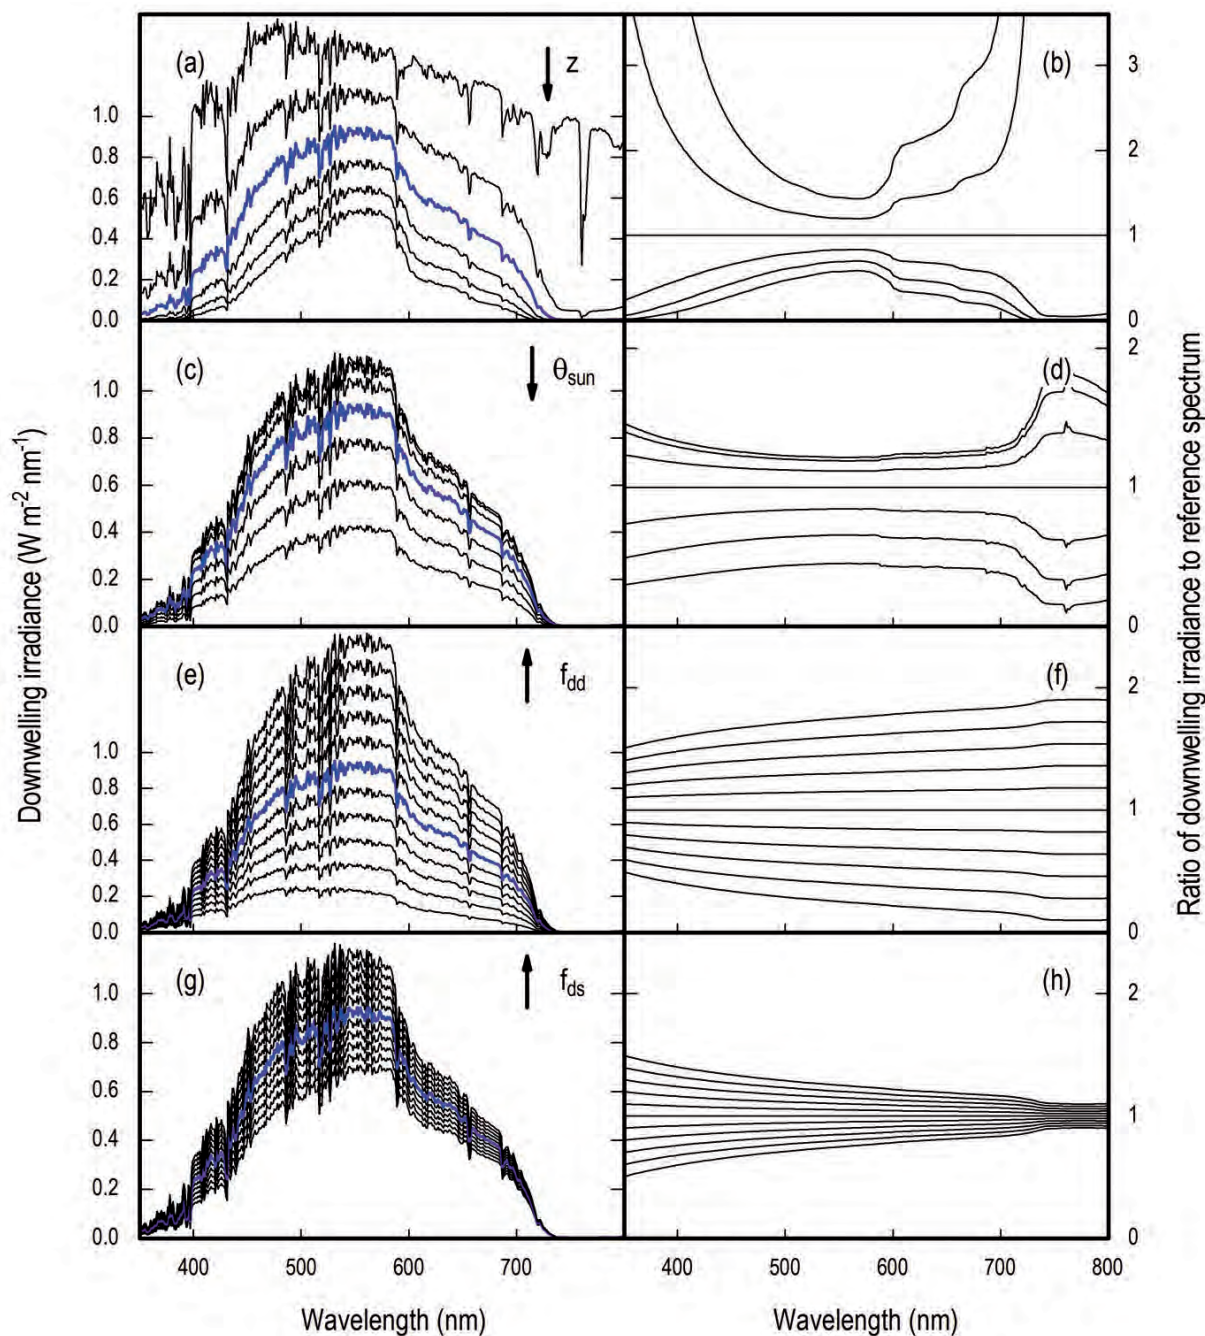 (a)
z
(b)
3
1.0
0.8
2
0.6
0.4
1
0.2
0.0
0
(c)
θsun
(d)
2
1.0
0.8
0.6
1
0.4
0.2
0.0
0
(e)
fdd
(f)
2
1.0
0.8
1
0.6
0.4
0.2
0.0
0
(g)
fds
(h)
1.0
2
0.8
0.6
1
0.4
0.2
0.0
0
400 500 600 700
400 500 600 700 800
Wavelength (nm)
Wavelength (nm)
Downwelling irradiance (W m-2 nm-1)
Ratio of downwelling irradiance to reference spectrum